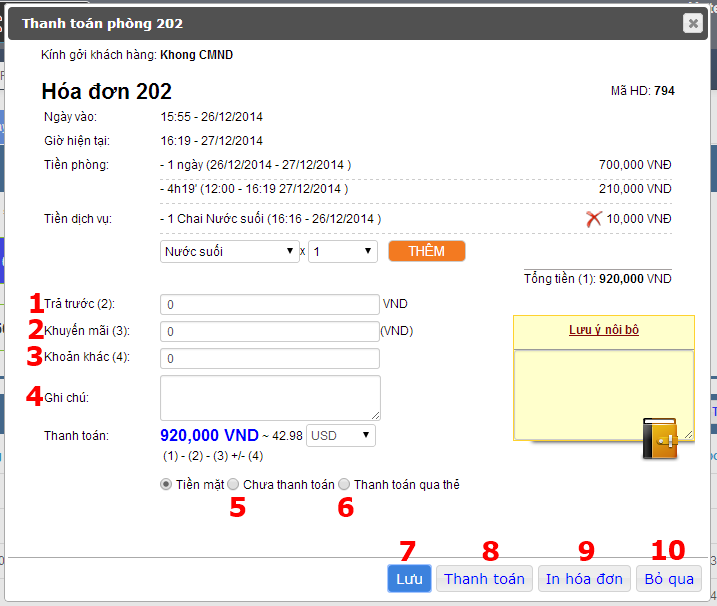 Thanh toán phòng 202
Kính gởi khách hàng: Khong CMND
Hóa đơn 202
Mã HD: 794
Ngày vào: 15:55 - 26/12/2014
Giờ hiện tại: 16:19 - 27/12/2014
Tiền phòng: - 1 ngày (26/12/2014 - 27/12/2014 ) 700,000 VNĐ
- 4h19' (12:00 - 16:19 27/12/2014 ) 210,000 VND
Tiền dịch vụ: - 1 Chai Nước suối (16:16 - 26/12/2014 ) 10,000 VNĐ
Nước suối x 1 THÊM
Tổng tiền (1): 920,000 VND
1 Trả trước (2): 0 VND
2 Khuyến mãi (3): 0 (VND)
Lưu ý nội bộ
3 Khoản khác (4): 0
4 Ghi chú:
Thanh toán: 920,000 VND ~ 42.98 USD
(1) - (2) - (3) +/- (4)
Tiền mặt Chưa thanh toán Thanh toán qua thẻ
5 6
7 8 9 10
Lưu Thanh toán In hóa đơn Bỏ qua